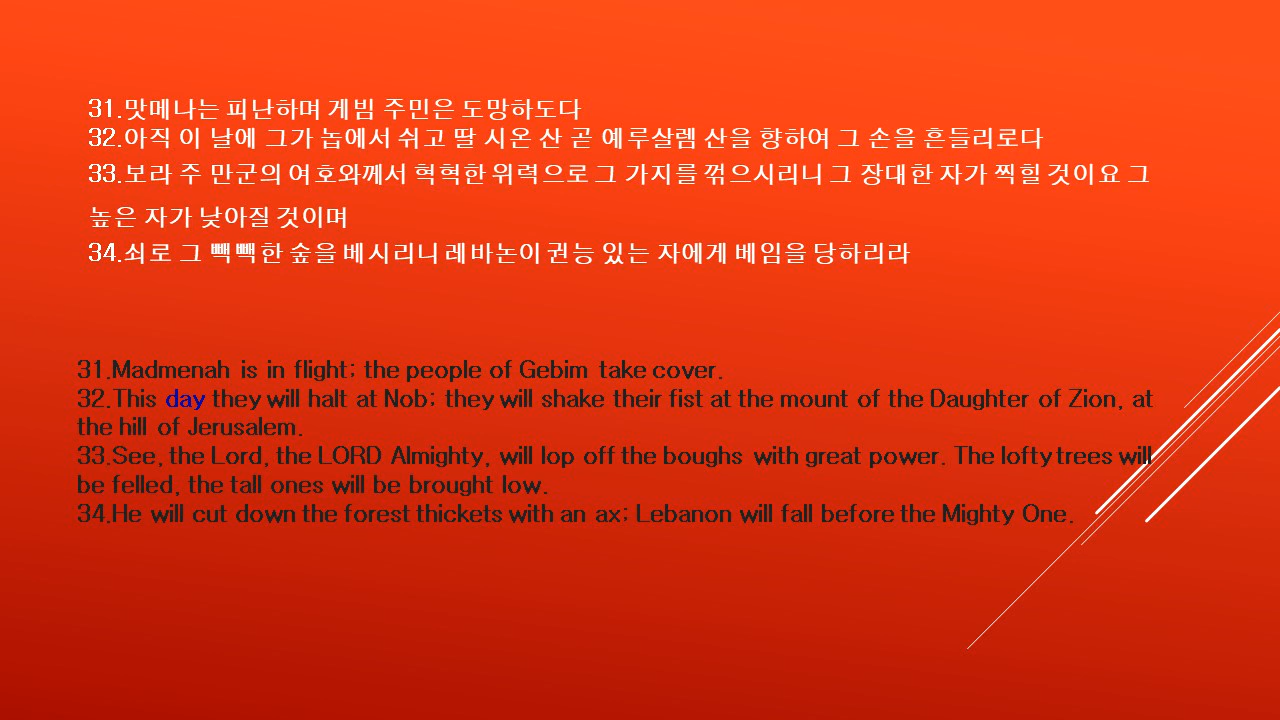 31.맛메나는 피난하며 게빔 주민은 도망하도다
32.아직 이 날에 그가 놉에서 쉬고 딸 시온 산 곧 예루살렘 산을 향하여 그 손을 흔들리로다
33.보라 주 만군의 여호와께서 혁혁한 위력으로 그 가지를 꺾으시리니 그 장대한 자가 찍힐 것이요 그
높은 자가 낮아질 것이며
34.쇠로 그 빽빽한 숲을 베시리니 레바논이 권능 있는 자에게 베임을 당하리라
31.Madmenah is in flight; the people of Gebim take cover.
32.This day they will halt at Nob; they will shake their fist at the mount of the Daughter of Zion, at
the hill of Jerusalem.
33.See, the Lord, the LORD Almighty, will lop off the boughs with great power. The lofty trees will
be felled, the tall ones will be brought low.
34.He will cut down the forest thickets with an ax; Lebanon will fall before the Mighty One.